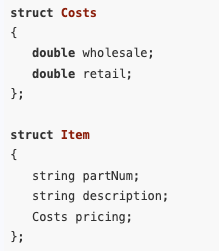 struct Costs
{
   double wholesale;
   double retail;
};

struct Item
{
   string partNum;
   string description;
   Costs pricing;
};